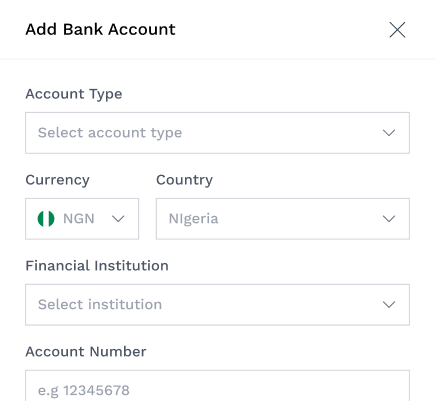 Add Bank Account
Account Type
Select account type
Currency Country
NGN NIgeria
Financial Institution
Select institution
Account Number
e.g 12345678